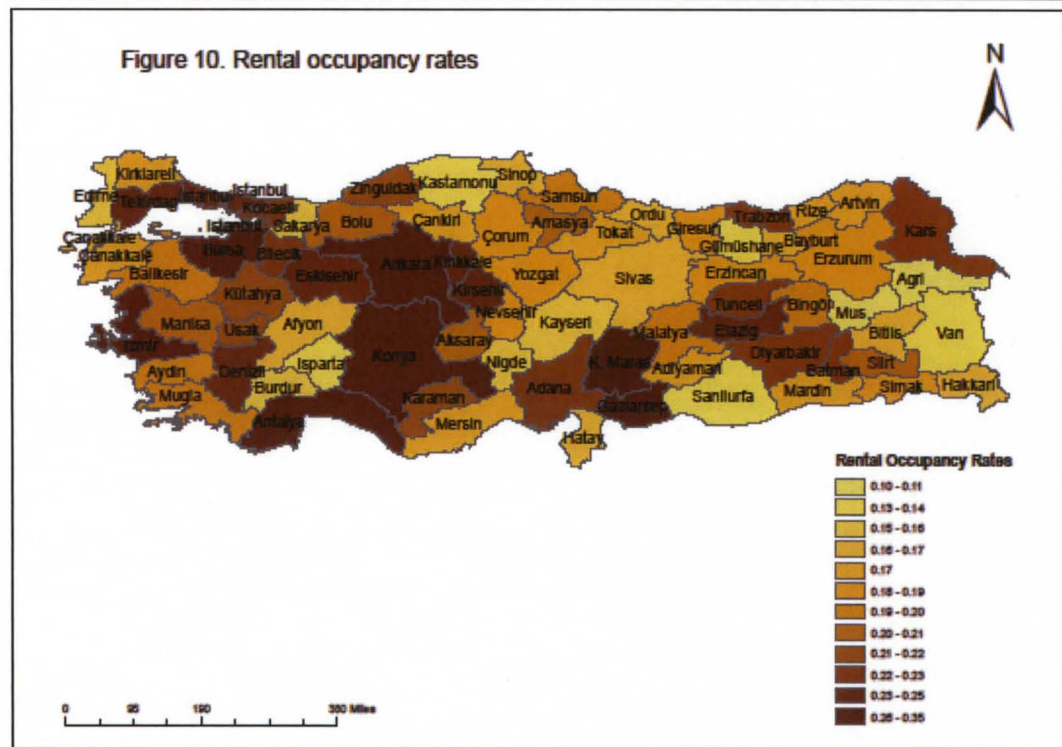 Figure 10. Rental occupancy rates
N
Kirklareli
Edirne
Tekirdag
Istanbul
Istanbul
Kocaeli
Istanbul
Sakarya
Zinguldak
Bolu
Kastamonu
Sinop
Çankiri
Samsun
Çorum
Amasya
Ordu
Tokat
Giresun
Trabzon
Gümüshane
Rize
Artvin
Bayburt
Kars
Erzurum
Erzincan
Agri
Çanakkale
Çanakkale
Balikesir
Bursa
Bilecik
Eskisehir
Ankara
Kirikkale
Kirsehir
Yozgat
Sivas
Tunceli
Bingöl
Mus
Van
Bitlis
Kütahya
Manisa
Usak
Afyon
Izmir
Nevsehir
Kayseri
Malatya
Elazig
Diyarbakir
Batman
Siirt
Aksaray
Konya
Nigde
K. Maras
Adiyaman
Isparta
Denizli
Aydin
Burdur
Mugla
Antalya
Karaman
Mersin
Adana
Gaziantep
Sanliurfa
Mardin
Sirnak
Hakkari
Hatay
Rental Occupancy Rates
0.10 - 0.11
0.13 - 0.14
0.15 - 0.16
0.16 - 0.17
0.17
0.18 - 0.19
0.19 - 0.20
0.20 - 0.21
0.21 - 0.22
0.22 - 0.23
0.23 - 0.25
0.26 - 0.35
0 95 190 380 Miles